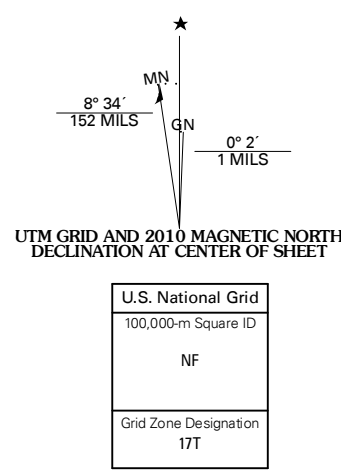 MN
8° 34´
152 MILS
GN
0° 2´
1 MILS
UTM GRID AND 2010 MAGNETIC NORTH
DECLINATION AT CENTER OF SHEET
U.S. National Grid
100,000-m Square ID
NF
Grid Zone Designation
17T